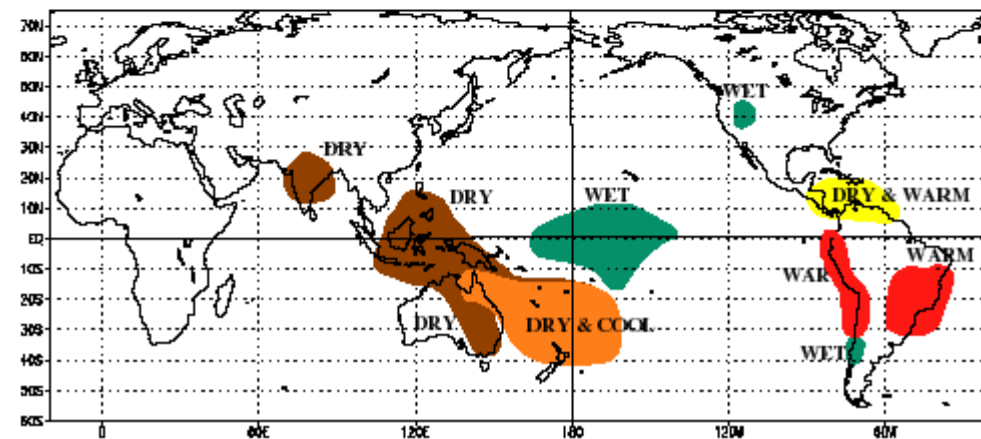 70N
60N
WET
50N
40N
DRY
30N
20N
DRY WET DRY & WARM
10N
EQ
WARM
10S
WAR
20S
DRY DRY & COOL
30S
WET
40S
50S
60S
0 60E 120E 180 120W 60W